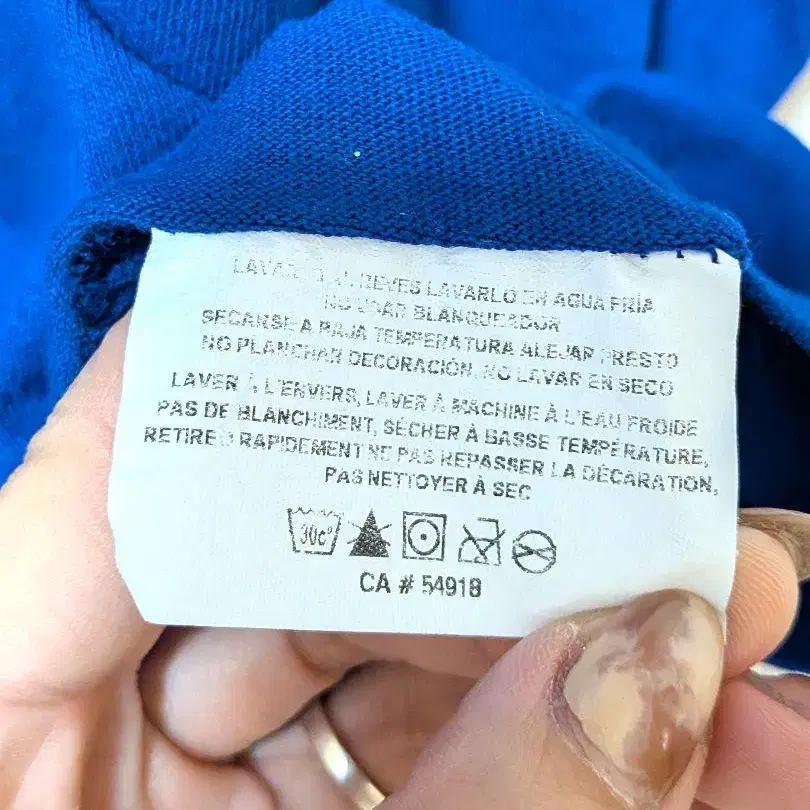 LAVAR AL REVES LAVARLO EN AGUA FRÍA
NO USAR BLANQUEADOR
SECARSE A BAJA TEMPERATURA ALEJAR PRESTO
NO PLANCHAR DECORACIÓN, NO LAVAR EN SECO
LAVER À L'ENVERS, LAVER À MACHINE À L'EAU FROIDE
PAS DE BLANCHIMENT, SÉCHER À BASSE TEMPÉRATURE,
RETIRER RAPIDEMENT NE PAS REPASSER LA DÉCARATION,
PAS NETTOYER À SEC
30c°
CA # 54918